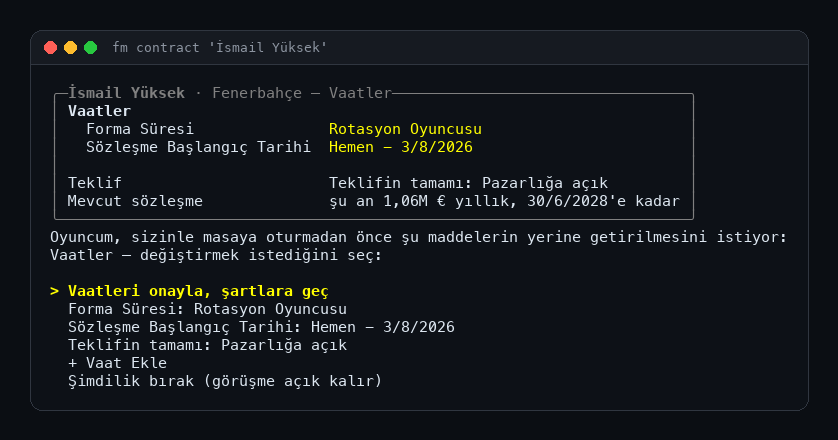 fm contract 'İsmail Yüksek'
İsmail Yüksek · Fenerbahçe — Vaatler
Vaatler
Forma Süresi Rotasyon Oyuncusu
Sözleşme Başlangıç Tarihi Hemen — 3/8/2026
Teklif Teklifin tamamı: Pazarlığa açık
Mevcut sözleşme şu an 1,06M € yıllık, 30/6/2028'e kadar
Oyuncum, sizinle masaya oturmadan önce şu maddelerin yerine getirilmesini istiyor:
Vaatler — değiştirmek istediğini seç:
> Vaatleri onayla, şartlara geç
Forma Süresi: Rotasyon Oyuncusu
Sözleşme Başlangıç Tarihi: Hemen — 3/8/2026
Teklifin tamamı: Pazarlığa açık
+ Vaat Ekle
Şimdilik bırak (görüşme açık kalır)